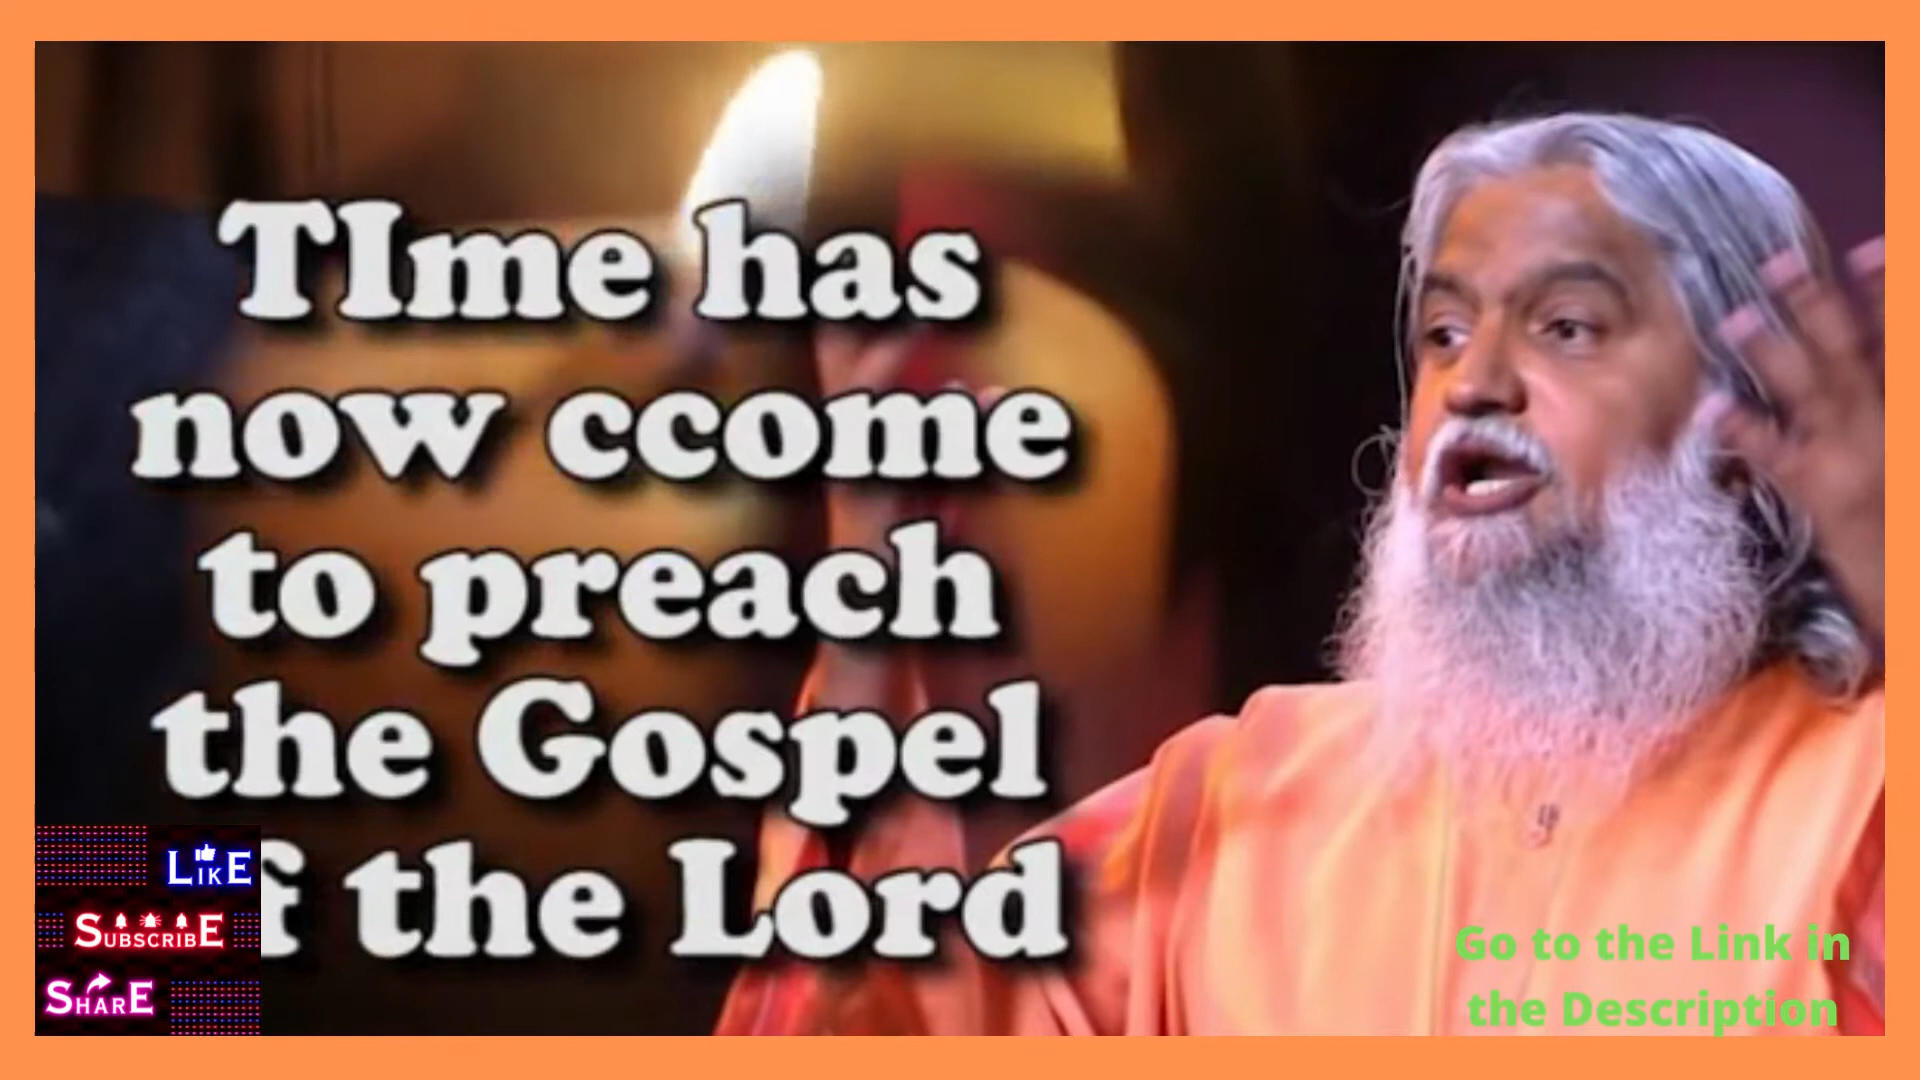 TIme has
now ccome
to preach
the Gospel
f the Lord
LIKE
SUBSCRIBE
SHARE
Go to the Link in
the Description